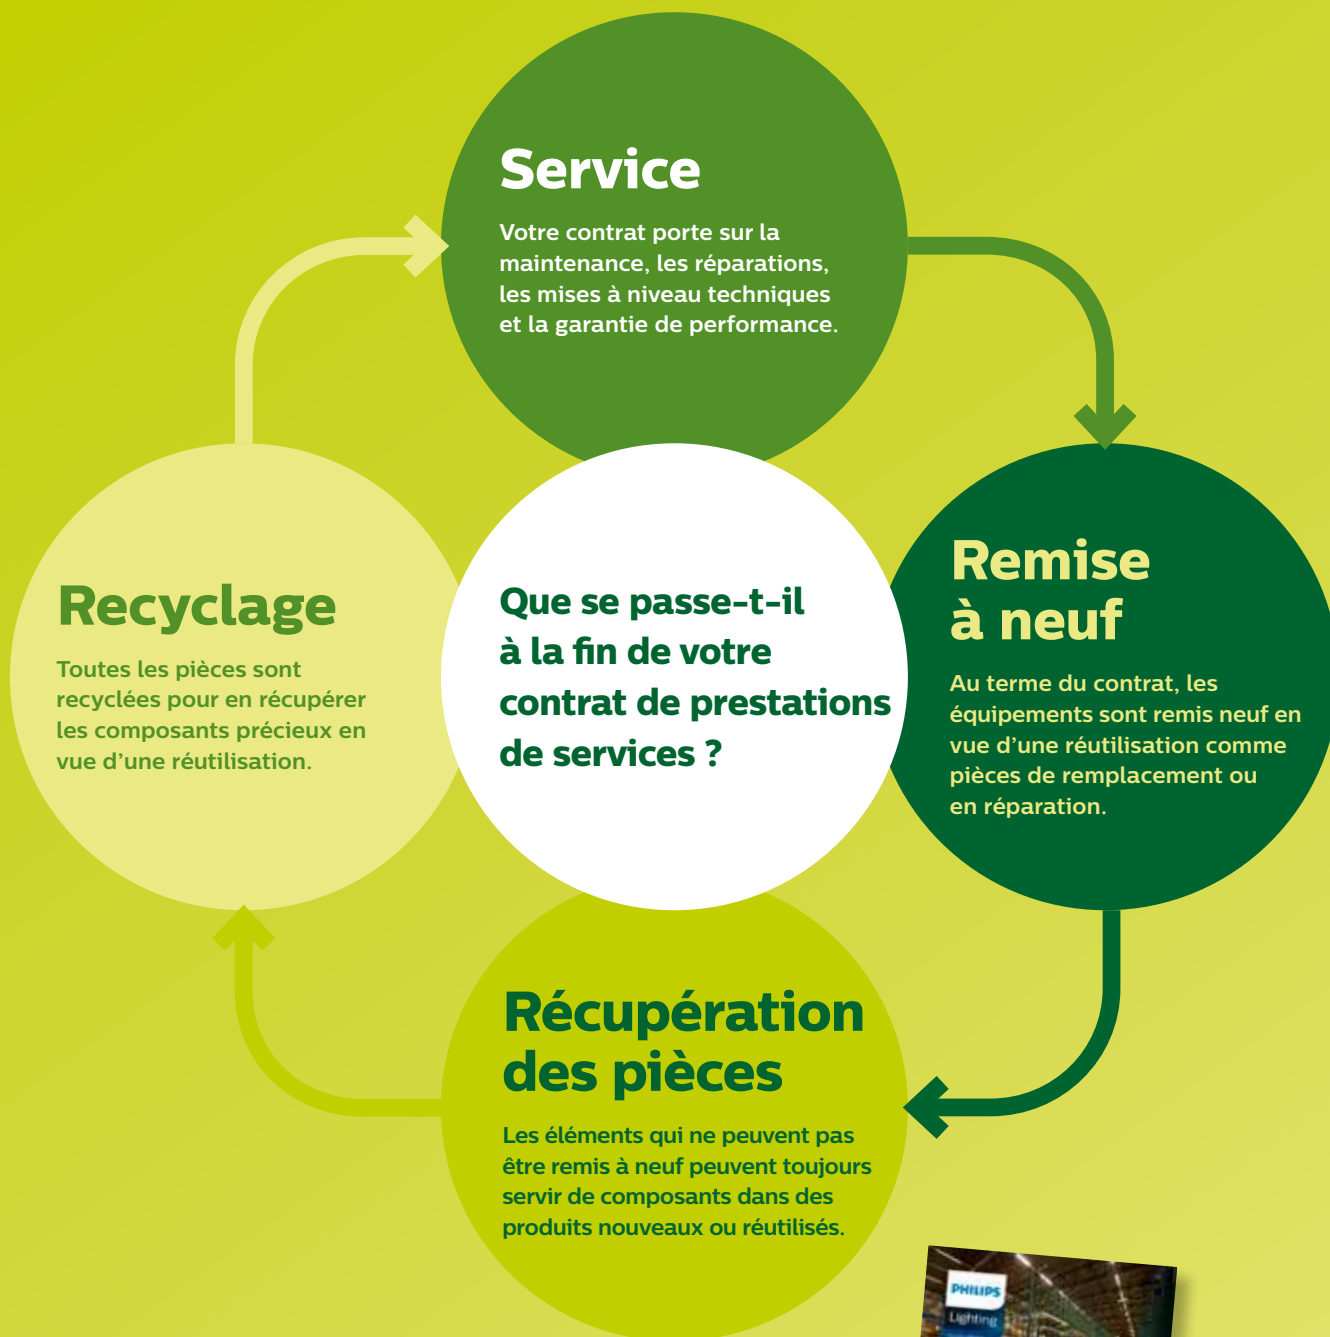 Service
Votre contrat porte sur la
maintenance, les réparations,
les mises à niveau techniques
et la garantie de performance.
Recyclage
Toutes les pièces sont
recyclées pour en récupérer
les composants précieux en
vue d’une réutilisation.
Que se passe-t-il
à la fin de votre
contrat de prestations
de services ?
Remise
à neuf
Au terme du contrat, les
équipements sont remis neuf en
vue d’une réutilisation comme
pièces de remplacement ou
en réparation.
Récupération
des pièces
Les éléments qui ne peuvent pas
être remis à neuf peuvent toujours
servir de composants dans des
produits nouveaux ou réutilisés.
PHILIPS
Lighting